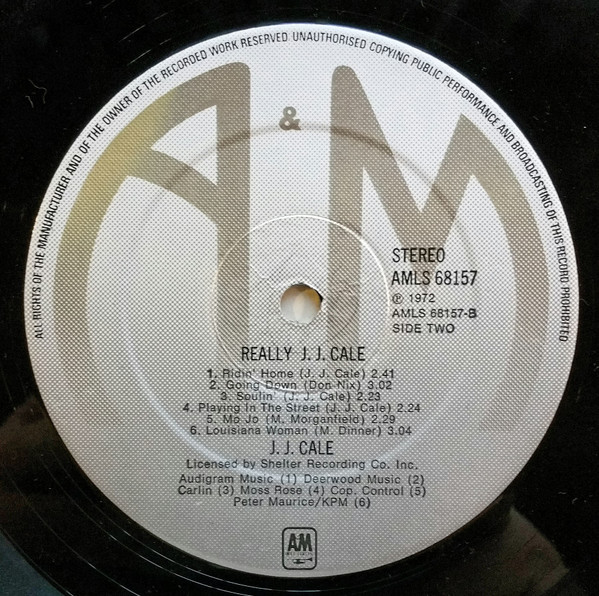 ALL RIGHTS OF THE MANUFACTURER AND OF THE OWNER OF THE RECORDED WORK RESERVED UNAUTHORISED COPYING PUBLIC PERFORMANCE AND BROADCASTING OF THIS RECORD PROHIBITED
A & M
STEREO
AMLS 68157
℗ 1972
AMLS 68157-B
SIDE TWO
REALLY J. J. CALE
1. Ridin' Home (J. J. Cale) 2.41
2. Going Down (Don Nix) 3.02
3. Soulin' (J. J. Cale) 2.23
4. Playing In The Street (J. J. Cale) 2.24
5. Mo Jo (M. Morganfield) 2.29
6. Louisiana Woman (M. Dinner) 3.04
J. J. CALE
Licensed by Shelter Recording Co. Inc.
Audigram Music (1) Deerwood Music (2)
Carlin (3) Moss Rose (4) Cop. Control (5)
Peter Maurice/KPM (6)
AM